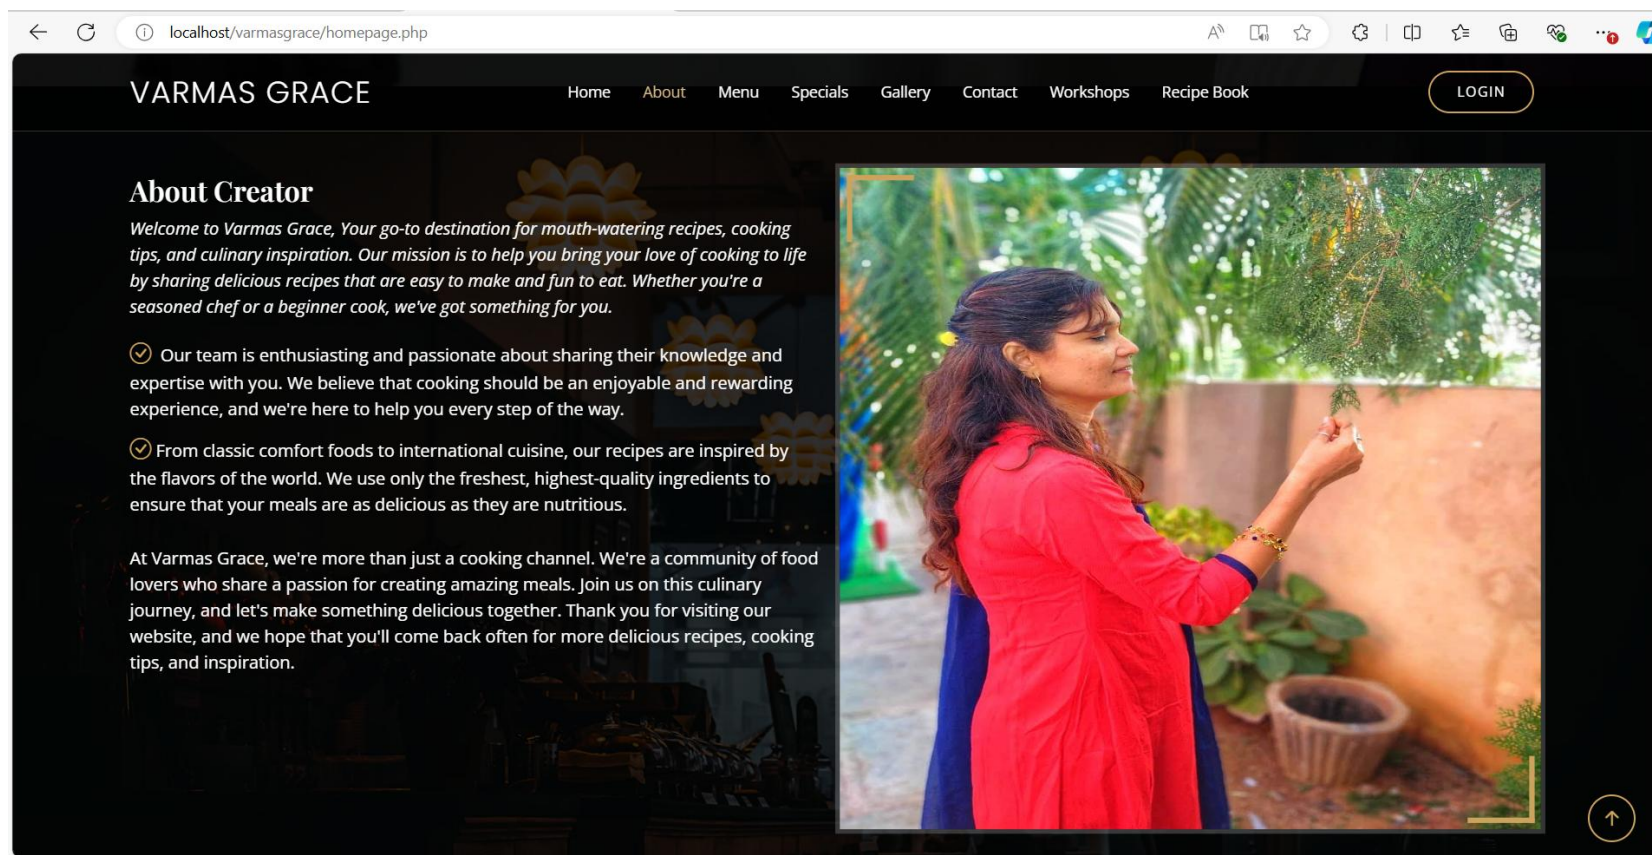 localhost/varmasgrace/homepage.php
VARMAS GRACE
Home About Menu Specials Gallery Contact Workshops Recipe Book
LOGIN
About Creator
Welcome to Varmas Grace, Your go-to destination for mouth-watering recipes, cooking
tips, and culinary inspiration. Our mission is to help you bring your love of cooking to life
by sharing delicious recipes that are easy to make and fun to eat. Whether you're a
seasoned chef or a beginner cook, we've got something for you.
Our team is enthusiasting and passionate about sharing their knowledge and
expertise with you. We believe that cooking should be an enjoyable and rewarding
experience, and we're here to help you every step of the way.
From classic comfort foods to international cuisine, our recipes are inspired by
the flavors of the world. We use only the freshest, highest-quality ingredients to
ensure that your meals are as delicious as they are nutritious.
At Varmas Grace, we're more than just a cooking channel. We're a community of food
lovers who share a passion for creating amazing meals. Join us on this culinary
journey, and let's make something delicious together. Thank you for visiting our
website, and we hope that you'll come back often for more delicious recipes, cooking
tips, and inspiration.